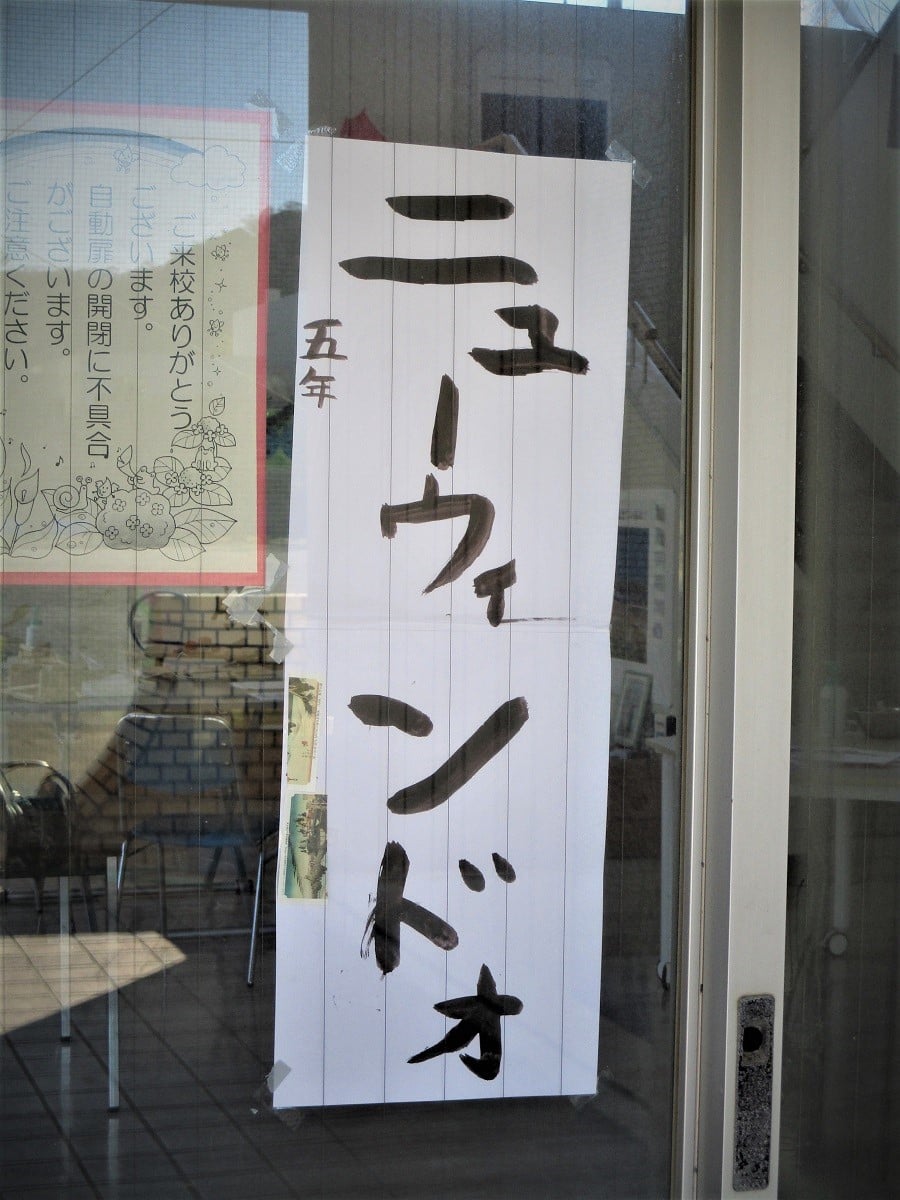 ニューウィンドオ
五年
ご来校ありがとう
ございます。
自動扉の開閉に不具合
がございます。
ご注意ください。